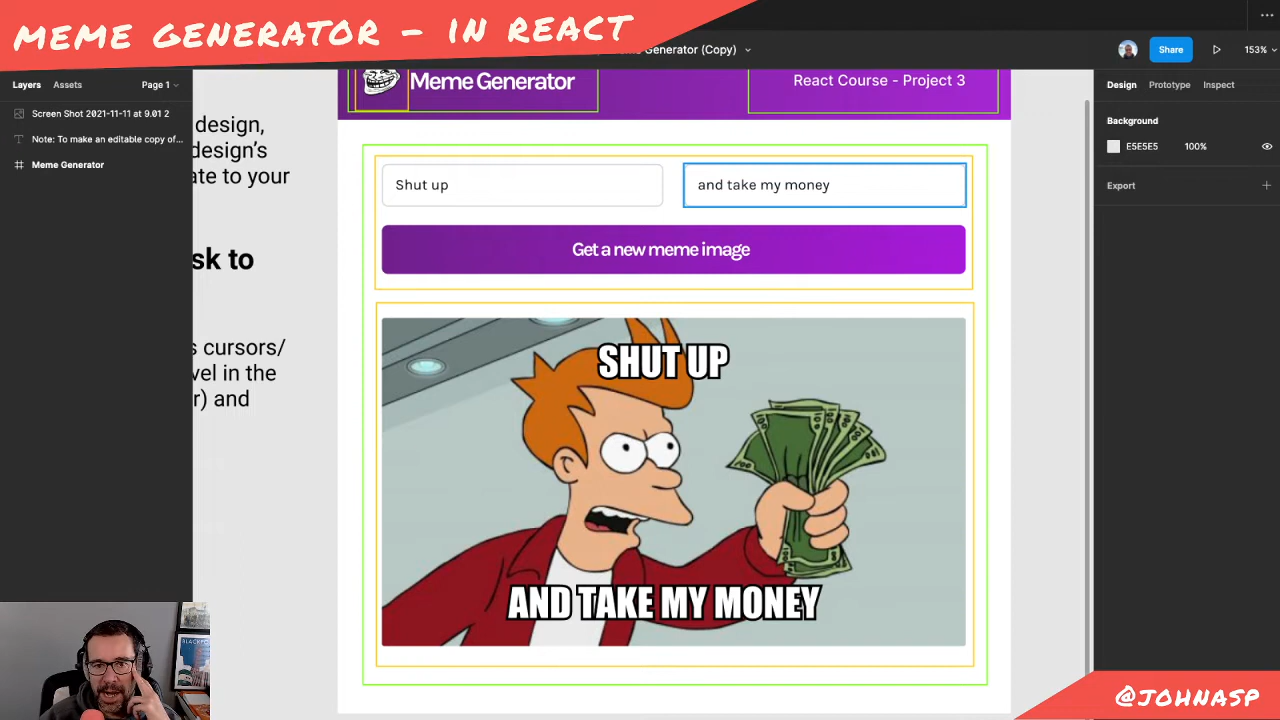 MEME GENERATOR - IN REACT
Generator (Copy)
Share
153%
Layers
Assets
Page 1
Screen Shot 2021-11-11 at 9.01 2
Note: To make an editable copy of...
Meme Generator
design,
design's
ate to your
sk to
s cursors/
vel in the
r) and
Meme Generator
React Course - Project 3
Shut up
and take my money
Get a new meme image
SHUT UP
AND TAKE MY MONEY
Design
Prototype
Inspect
Background
E5E5E5
100%
Export
@JOHNASP